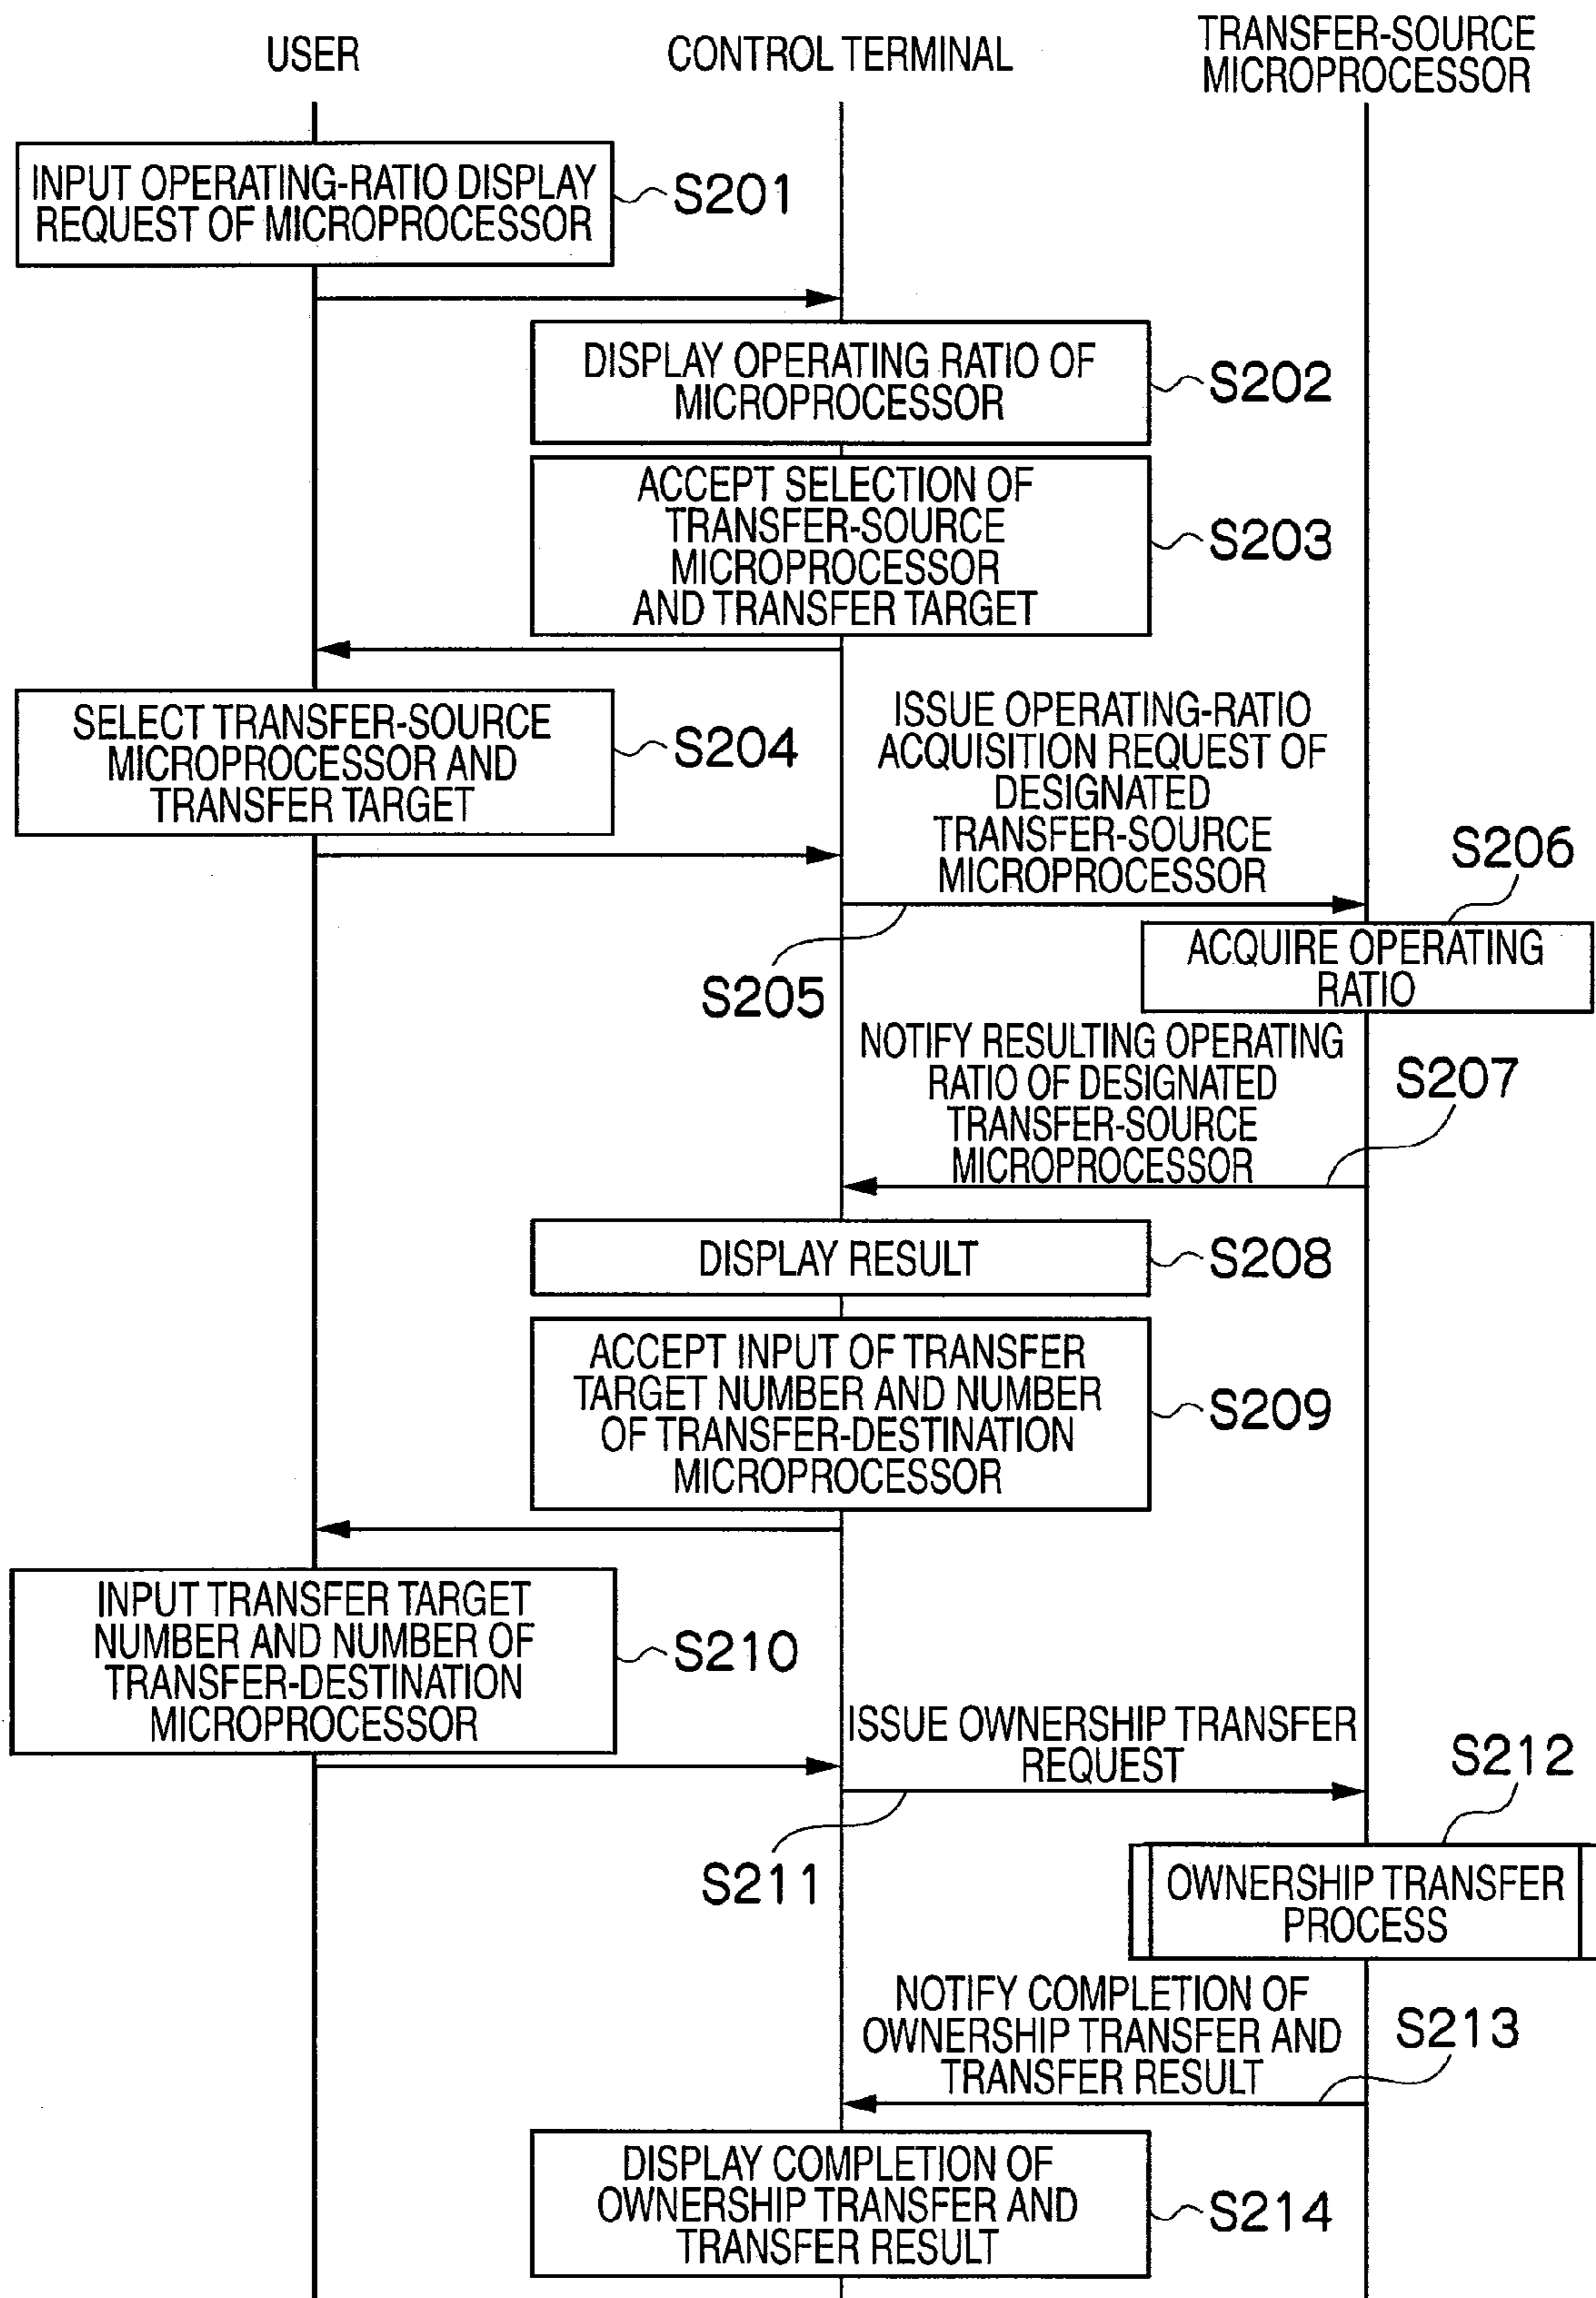 USER
CONTROL TERMINAL
TRANSFER-SOURCE
MICROPROCESSOR
INPUT OPERATING-RATIO DISPLAY
REQUEST OF MICROPROCESSOR
S201
DISPLAY OPERATING RATIO OF
MICROPROCESSOR
S202
ACCEPT SELECTION OF
TRANSFER-SOURCE
MICROPROCESSOR
AND TRANSFER TARGET
S203
SELECT TRANSFER-SOURCE
MICROPROCESSOR AND
TRANSFER TARGET
S204
ISSUE OPERATING-RATIO
ACQUISITION REQUEST OF
DESIGNATED
TRANSFER-SOURCE
MICROPROCESSOR
S205
S206
ACQUIRE OPERATING
RATIO
NOTIFY RESULTING OPERATING
RATIO OF DESIGNATED
TRANSFER-SOURCE
MICROPROCESSOR
S207
DISPLAY RESULT
S208
ACCEPT INPUT OF TRANSFER
TARGET NUMBER AND NUMBER
OF TRANSFER-DESTINATION
MICROPROCESSOR
S209
INPUT TRANSFER TARGET
NUMBER AND NUMBER OF
TRANSFER-DESTINATION
MICROPROCESSOR
S210
ISSUE OWNERSHIP TRANSFER
REQUEST
S211
S212
OWNERSHIP TRANSFER
PROCESS
NOTIFY COMPLETION OF
OWNERSHIP TRANSFER AND
TRANSFER RESULT
S213
DISPLAY COMPLETION OF
OWNERSHIP TRANSFER AND
TRANSFER RESULT
S214